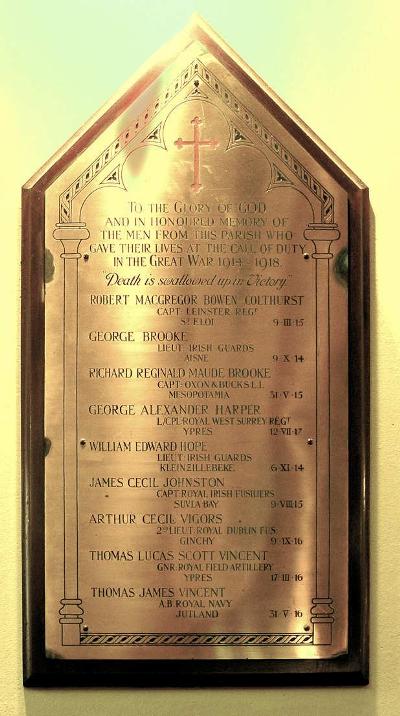 TO THE GLORY OF GOD
AND IN HONOURED MEMORY OF
THE MEN FROM THIS PARISH WHO
GAVE THEIR LIVES AT THE CALL OF DUTY
IN THE GREAT WAR 1914-1918.
"Death is swallowed up in Victory"
ROBERT MACGREGOR BOWEN COLTHURST
CAPT. LEINSTER REGT
ST ELOI 9·III·15
GEORGE BROOKE
LIEUT. IRISH GUARDS
AISNE 9·X·14
RICHARD REGINALD MAUDE BROOKE
CAPT: OXON & BUCKS L.I.
MESOPOTAMIA 31·V·15
GEORGE ALEXANDER HARPER
L/CPL ROYAL WEST SURREY REGT
YPRES 12·VII·17
WILLIAM EDWARD HOPE
LIEUT: IRISH GUARDS
KLEINZILLEBEKE 6·XI·14
JAMES CECIL JOHNSTON
CAPT ROYAL IRISH FUSILIERS
SUVLA BAY 9·VIII·15
ARTHUR CECIL VIGORS
2ND LIEUT. ROYAL DUBLIN FUS.
GINCHY 9·IX·16
THOMAS LUCAS SCOTT VINCENT
GNR. ROYAL FIELD ARTILLERY
YPRES 17·III·16
THOMAS JAMES VINCENT
A.B. ROYAL NAVY
JUTLAND 31·V·16